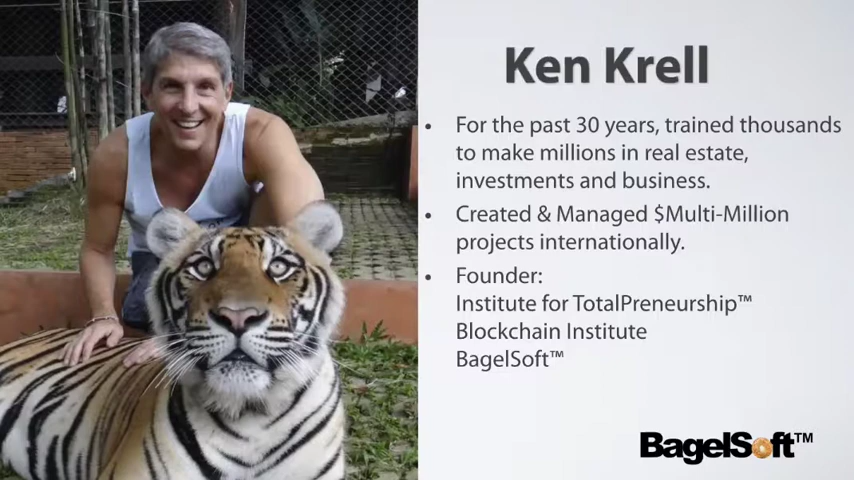 Ken Krell
• For the past 30 years, trained thousands
to make millions in real estate,
investments and business.
• Created & Managed $Multi-Million
projects internationally.
• Founder:
Institute for TotalPreneurship™
Blockchain Institute
BagelSoft™
BagelSoft™